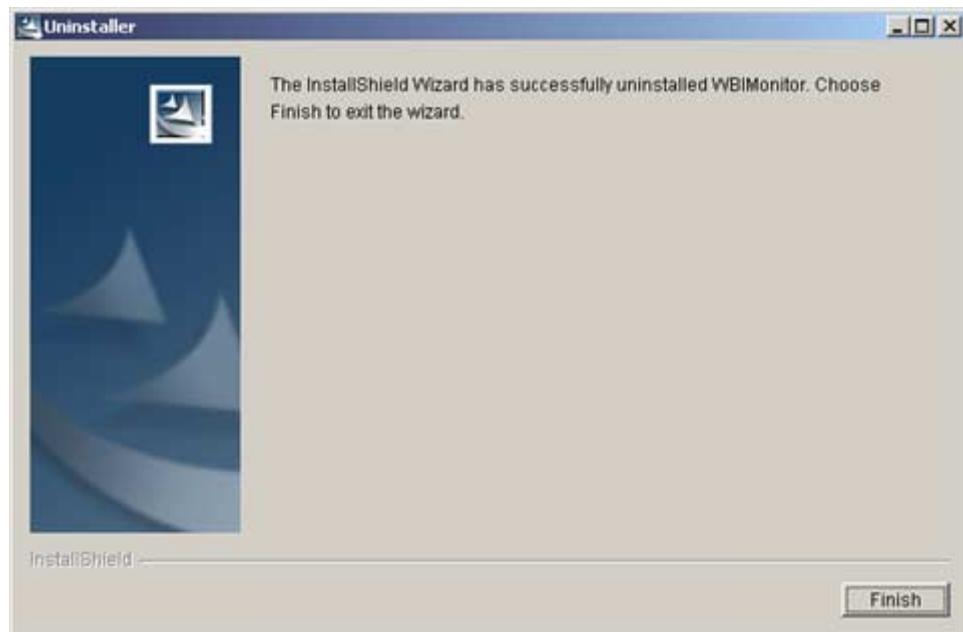 Uninstaller
The InstallShield Wizard has successfully uninstalled WBIMonitor. Choose
Finish to exit the wizard.
InstallShield
Finish